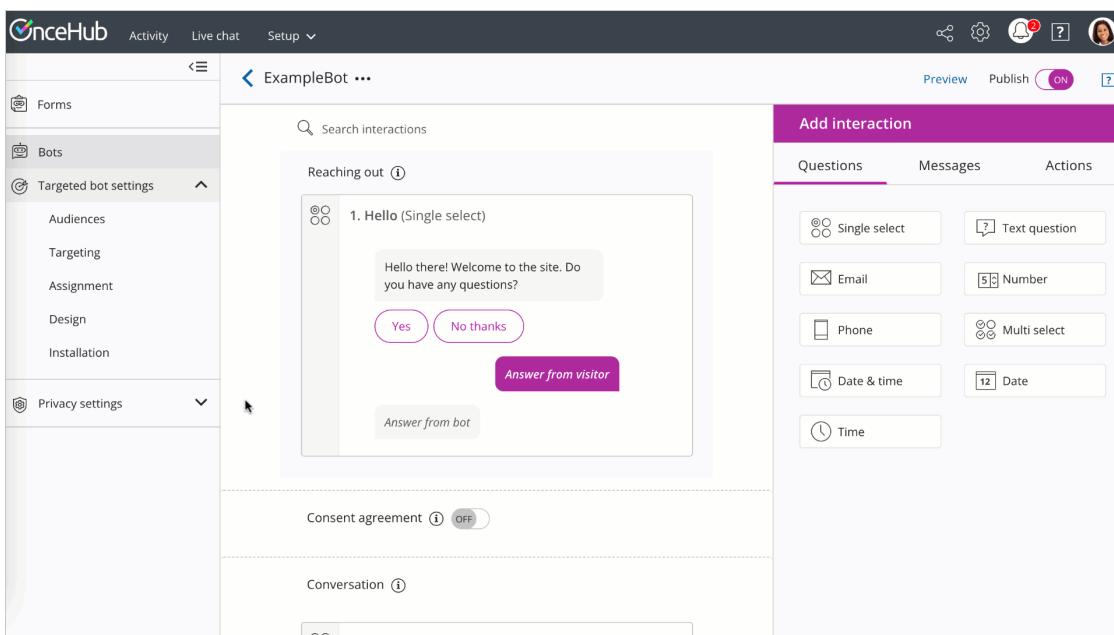 OnceHub Activity Live chat Setup 2 ?
ExampleBot ••• Preview Publish ON ?
Forms
Bots
Targeted bot settings
Audiences
Targeting
Assignment
Design
Installation
Privacy settings
Search interactions
Reaching out i
1. Hello (Single select)
Hello there! Welcome to the site. Do
you have any questions?
Yes No thanks
Answer from visitor
Answer from bot
Consent agreement i OFF
Conversation i
Add interaction
Questions Messages Actions
Single select ? Text question
Email 5 Number
Phone Multi select
Date & time 12 Date
Time